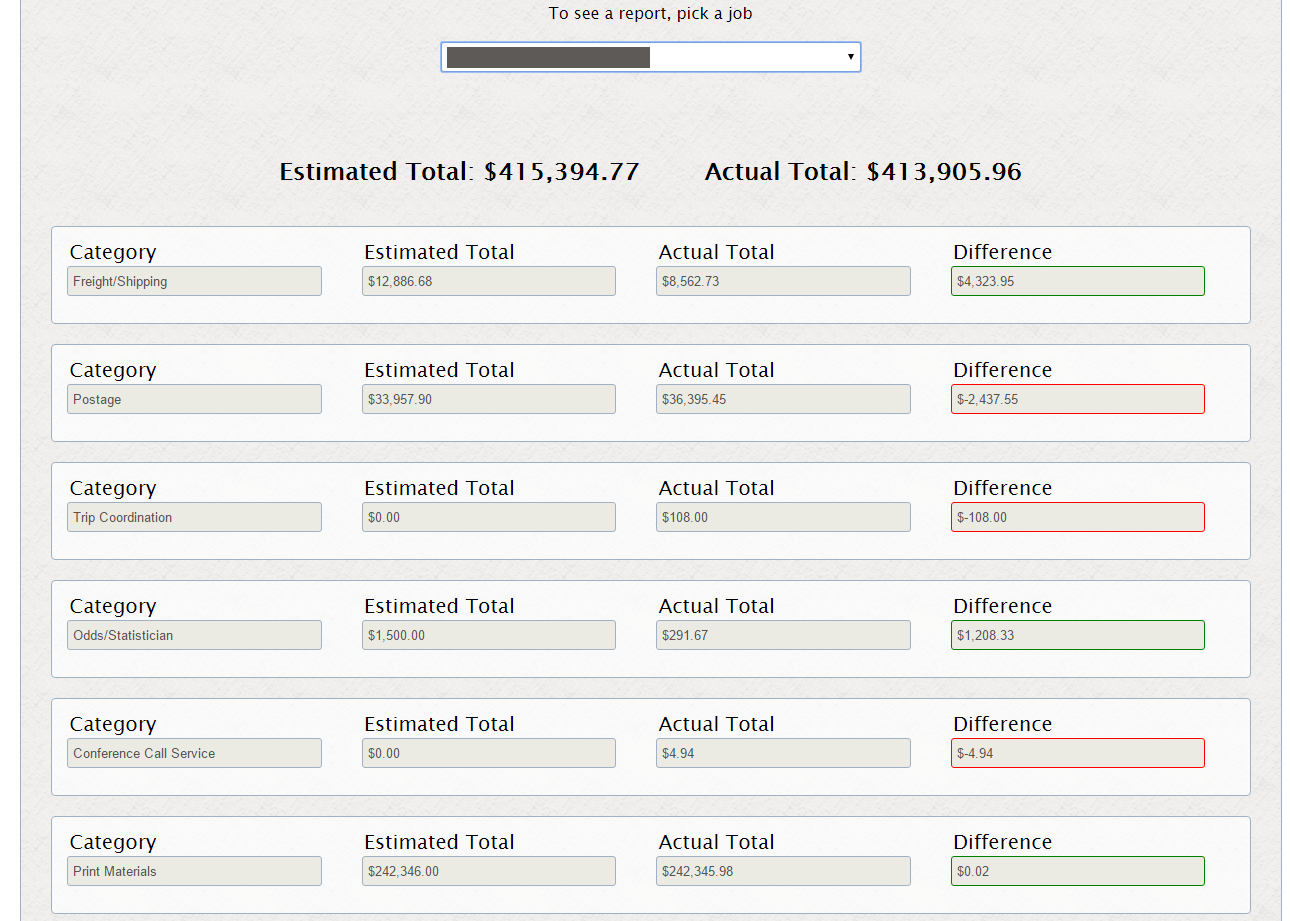 To see a report, pick a job
Estimated Total: $415,394.77 Actual Total: $413,905.96
Category Estimated Total Actual Total Difference
Freight/Shipping $12,886.68 $8,562.73 $4,323.95
Category Estimated Total Actual Total Difference
Postage $33,957.90 $36,395.45 $-2,437.55
Category Estimated Total Actual Total Difference
Trip Coordination $0.00 $108.00 $-108.00
Category Estimated Total Actual Total Difference
Odds/Statistician $1,500.00 $291.67 $1,208.33
Category Estimated Total Actual Total Difference
Conference Call Service $0.00 $4.94 $-4.94
Category Estimated Total Actual Total Difference
Print Materials $242,346.00 $242,345.98 $0.02